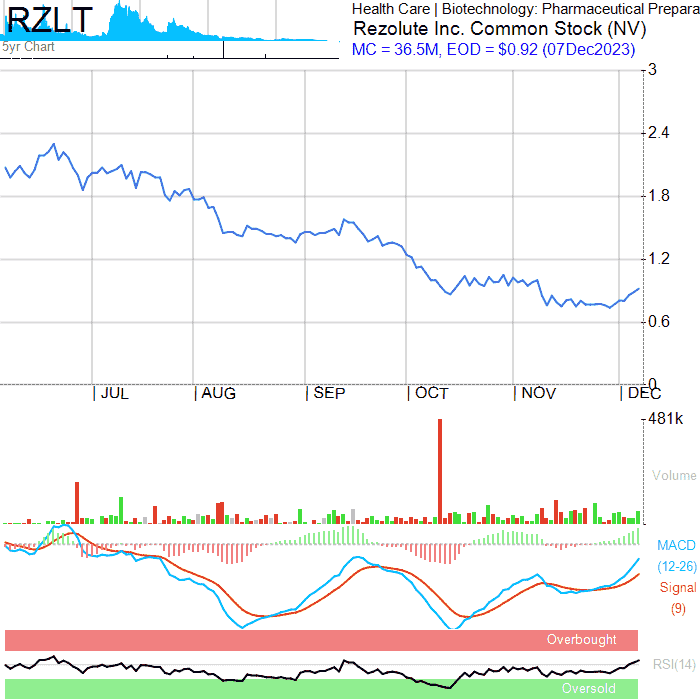 RZLT
5yr Chart
Health Care | Biotechnology: Pharmaceutical Prepara
Rezolute Inc. Common Stock (NV)
MC = 36.5M, EOD = $0.92 (07Dec2023)
3
2.4
1.8
1.2
0.6
0
| JUL | AUG | SEP | OCT | NOV | DEC
481k
Volume
MACD
(12-26)
Signal
(9)
Overbought
RSI(14)
Oversold